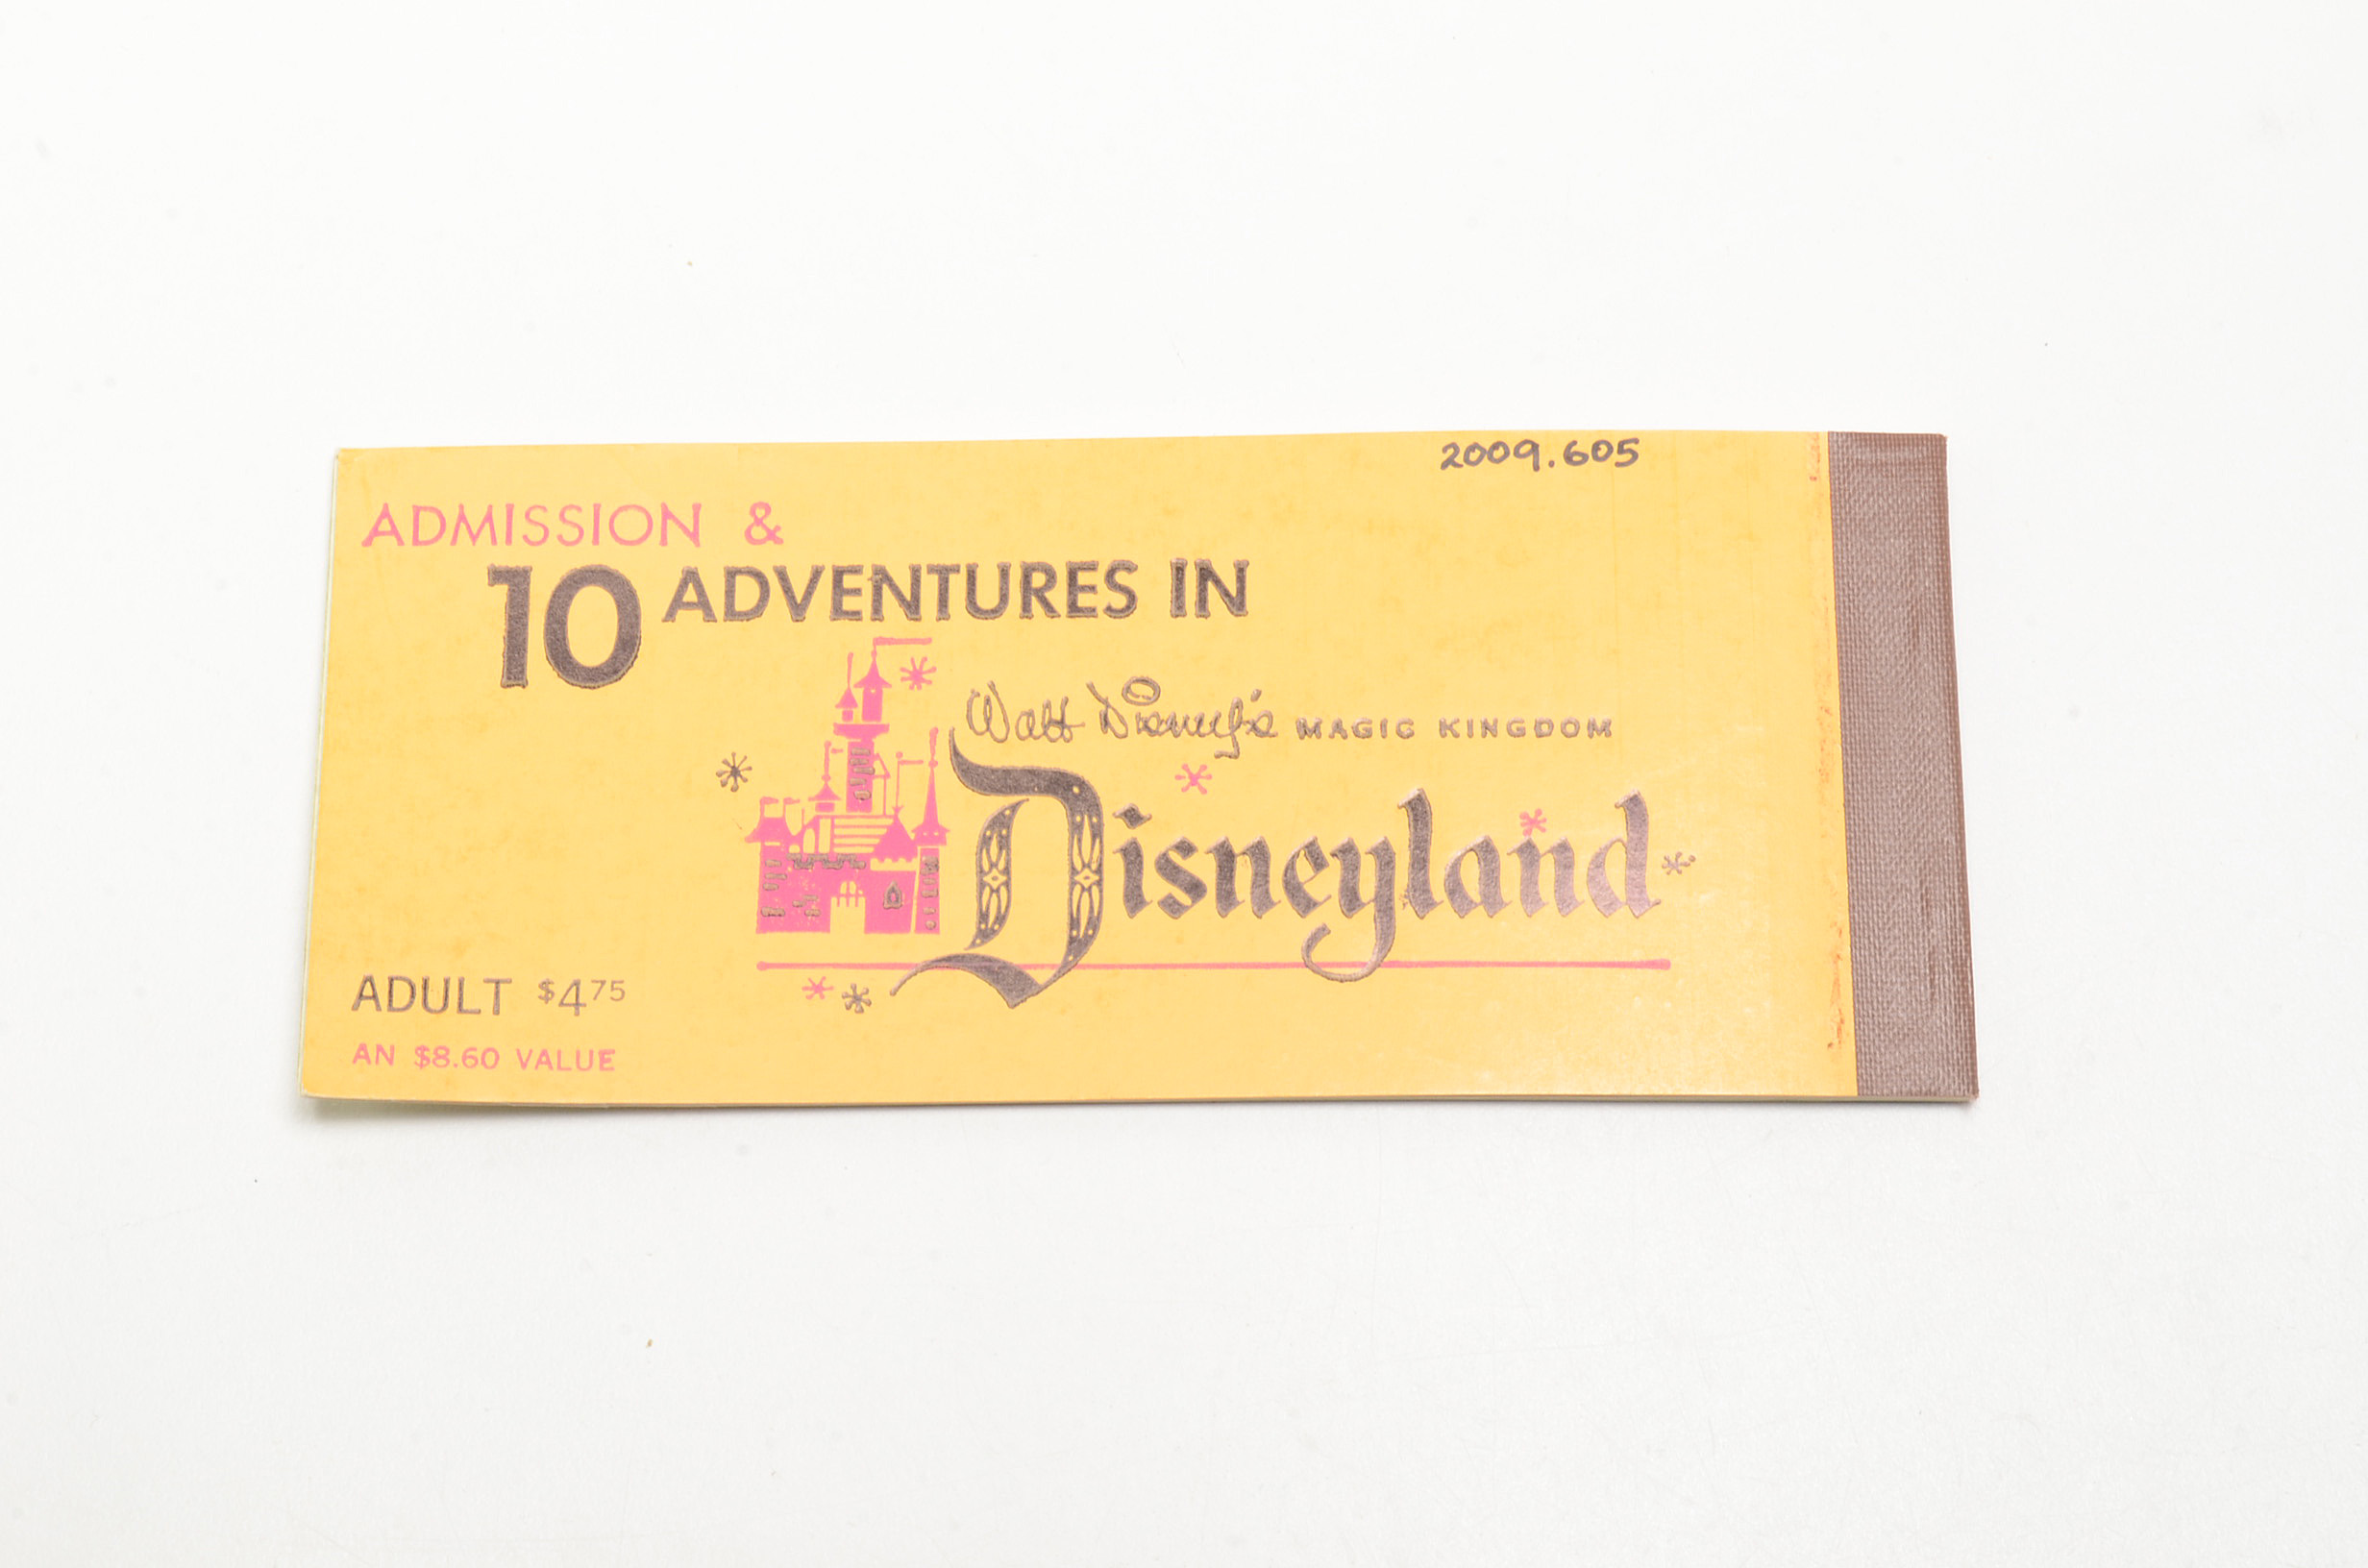 2009.605
ADMISSION &
10 ADVENTURES IN
Walt Disney's MAGIC KINGDOM
Disneyland
ADULT $4.75
AN $8.60 VALUE